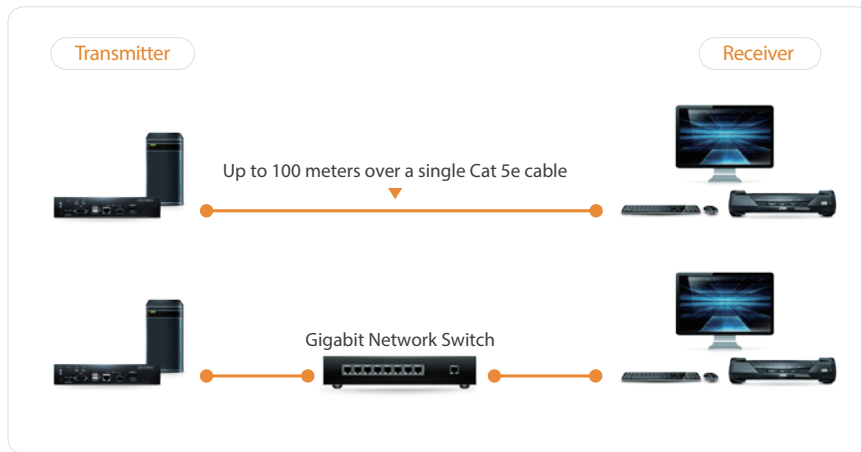 Transmitter
Receiver
Up to 100 meters over a single Cat 5e cable
Gigabit Network Switch